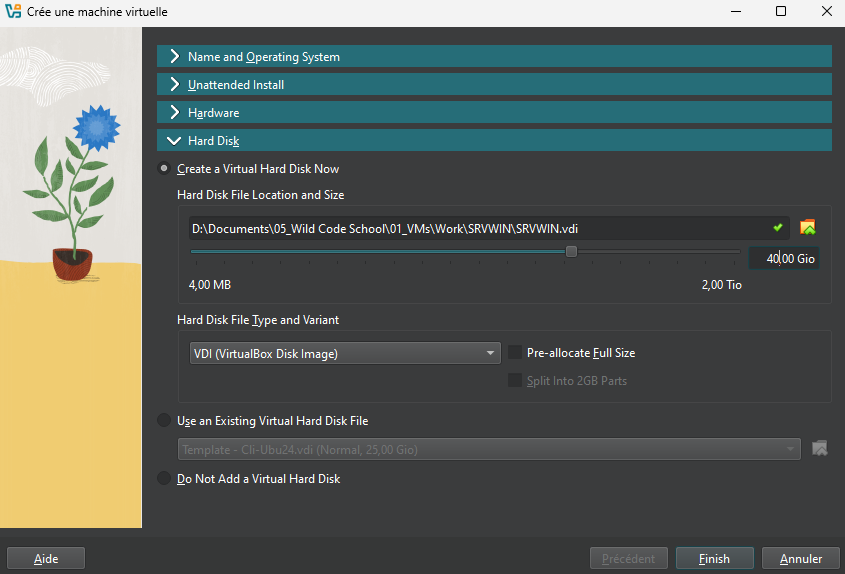 Crée une machine virtuelle
Name and Operating System
Unattended Install
Hardware
Hard Disk
Create a Virtual Hard Disk Now
Hard Disk File Location and Size
D:\Documents\05_Wild Code School\01_VMs\Work\SRVWIN\SRVWIN.vdi
40,00 Gio
4,00 MB 2,00 Tio
Hard Disk File Type and Variant
VDI (VirtualBox Disk Image) Pre-allocate Full Size
Split Into 2GB Parts
Use an Existing Virtual Hard Disk File
Template - Cli-Ubu24.vdi (Normal, 25,00 Gio)
Do Not Add a Virtual Hard Disk
Aide Précédent Finish Annuler